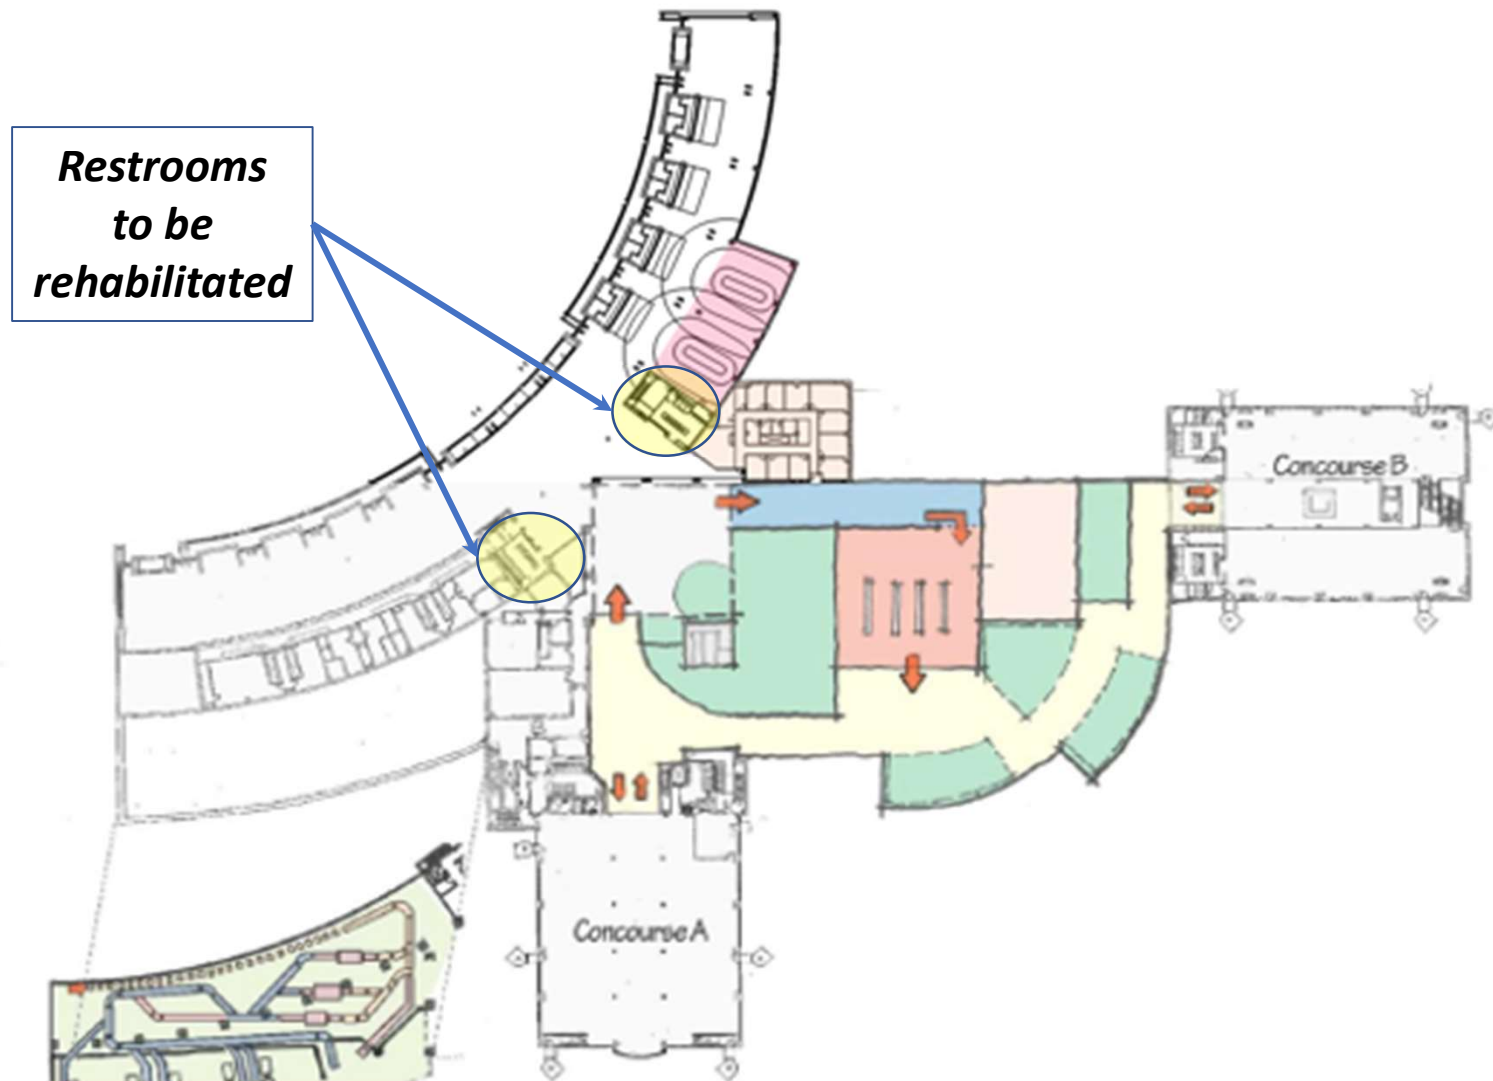 Restrooms
to be
rehabilitated
Concourse B
Concourse A